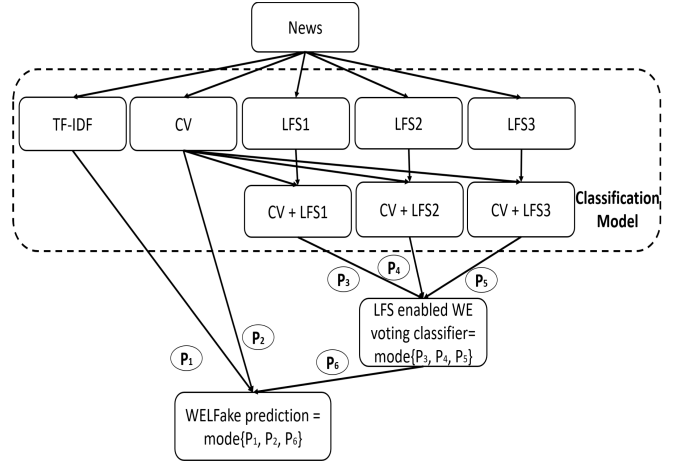 News
TF-IDF
CV
LFS1
LFS2
LFS3
CV + LFS1
CV + LFS2
CV + LFS3
Classification
Model
P₃
P₄
P₅
LFS enabled WE
voting classifier=
mode{P₃, P₄, P₅}
P₁
P₂
P₆
WELFake prediction =
mode{P₁, P₂, P₆}